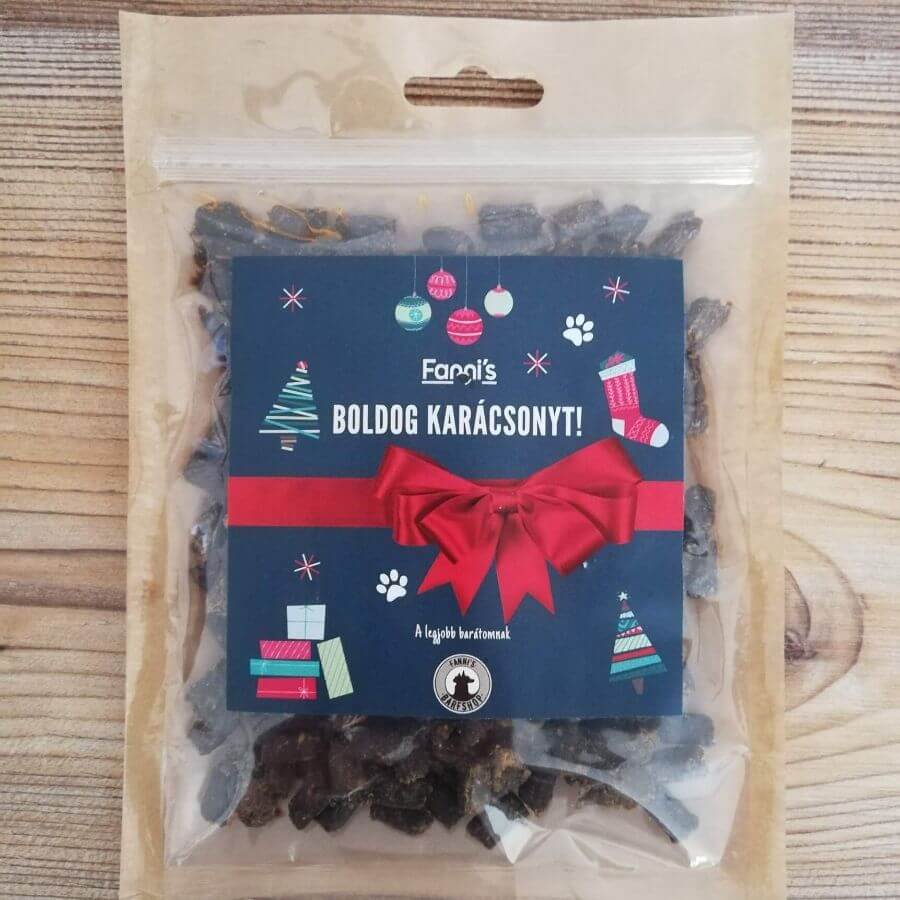 Fanni's
BOLDOG KARÁCSONYT!
A legjobb barátomnak
FANNI'S
BARFSHOP